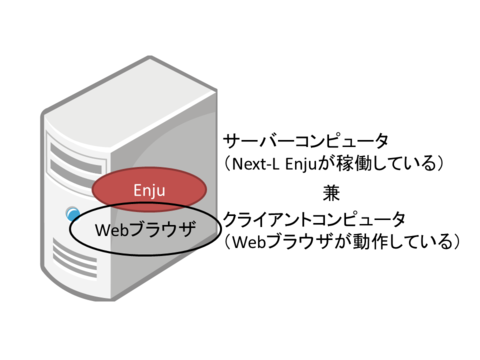 サーバーコンピュータ
（Next-L Enjuが稼働している）
兼
Enju
Webブラウザ
クライアントコンピュータ
（Webブラウザが動作している）